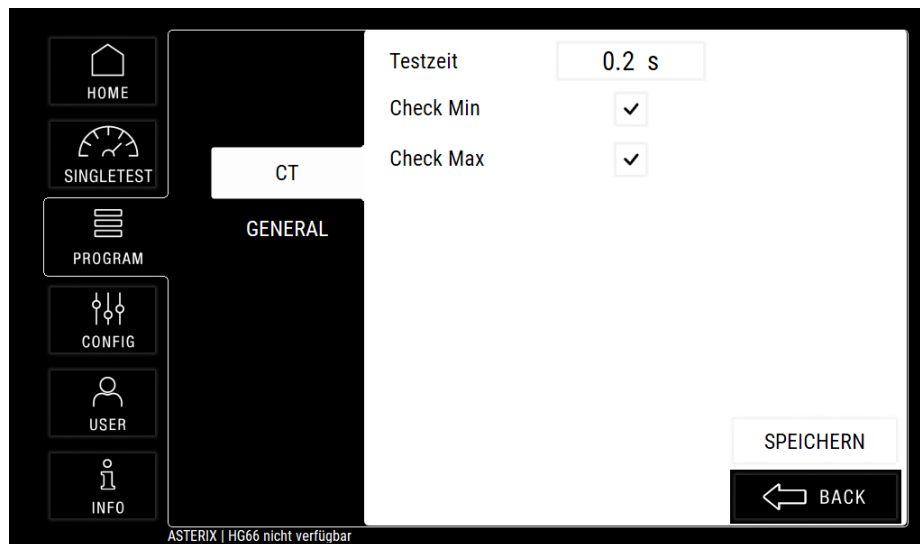 HOME
SINGLETEST
PROGRAM
CONFIG
USER
INFO
CT
GENERAL
Testzeit 0.2 s
Check Min
Check Max
SPEICHERN
BACK
ASTERIX | HG66 nicht verfügbar